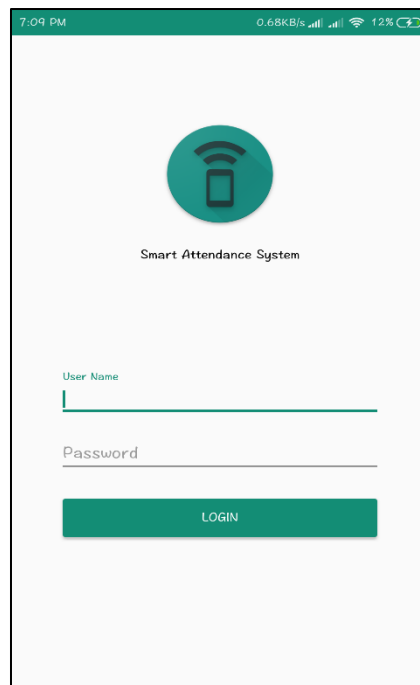 7:09 PM 0.68KB/s 12%
Smart Attendance System
User Name
Password
LOGIN